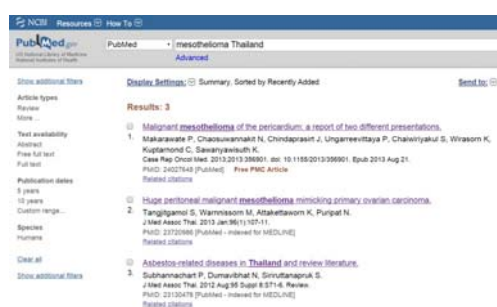 NCBI Resources How To
PubMed.gov
US National Library of Medicine
National Institutes of Health
PubMed
mesothelioma Thailand
Advanced
Show additional filters
Article types
Review
More ...
Text availability
Abstract
Free full text
Full text
Publication dates
5 years
10 years
Custom range...
Species
Humans
Clear all
Show additional filters
Display Settings: Summary, Sorted by Recently Added
Send to:
Results: 3
Malignant mesothelioma of the pericardium: a report of two different presentations.
1. Makarawate P, Chaosuwannakit N, Chindaprasirt J, Ungarreevittaya P, Chaiwiriyakul S, Wirasorn K,
Kuptarnond C, Sawanyawisuth K.
Case Rep Oncol Med. 2013;2013:356901. doi: 10.1155/2013/356901. Epub 2013 Aug 21.
PMID: 24027648 [PubMed] Free PMC Article
Related citations
Huge peritoneal malignant mesothelioma mimicking primary ovarian carcinoma.
2. Tangjitgamol S, Warnnissorn M, Attakettaworn K, Puripat N.
J Med Assoc Thai. 2013 Jan;96(1):107-11.
PMID: 23720986 [PubMed - indexed for MEDLINE]
Related citations
Asbestos-related diseases in Thailand and review literature.
3. Subhannachart P, Dumavibhat N, Siriruttanapruk S.
J Med Assoc Thai. 2012 Aug;95 Suppl 8:S71-6. Review.
PMID: 23130478 [PubMed - indexed for MEDLINE]
Related citations